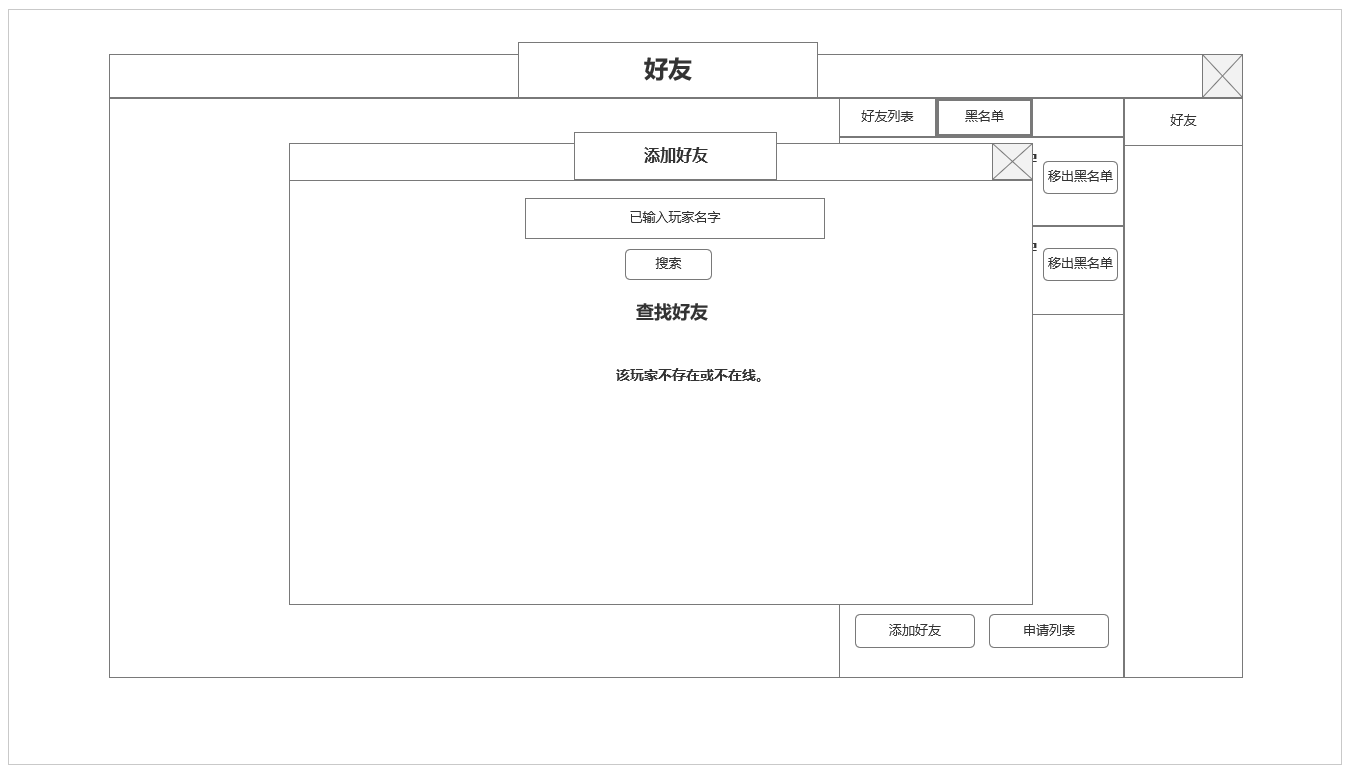 好友
好友列表
黑名单
好友
添加好友
移出黑名单
已输入玩家名字
搜索
移出黑名单
查找好友
该玩家不存在或不在线。
添加好友
申请列表